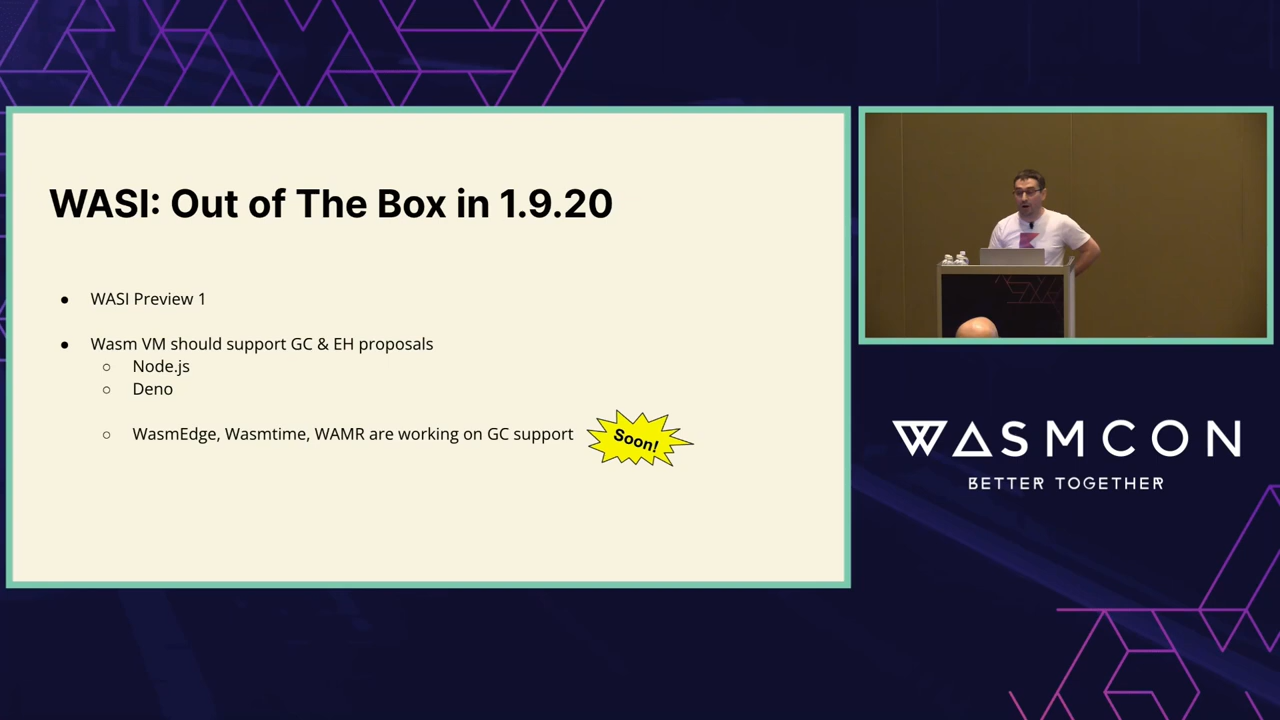 WASI: Out of The Box in 1.9.20
● WASI Preview 1
● Wasm VM should support GC & EH proposals
○ Node.js
○ Deno
○ WasmEdge, Wasmtime, WAMR are working on GC support
Soon!
WASMCON
BETTER TOGETHER